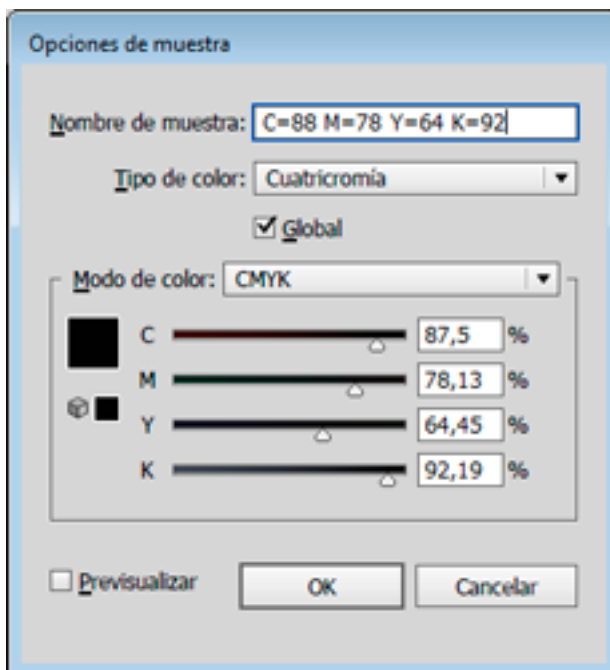 Opciones de muestra
Nombre de muestra: C=88 M=78 Y=64 K=92
Tipo de color: Cuatricromía
Global
Modo de color: CMYK
C 87,5 %
M 78,13 %
Y 64,45 %
K 92,19 %
Previsualizar OK Cancelar